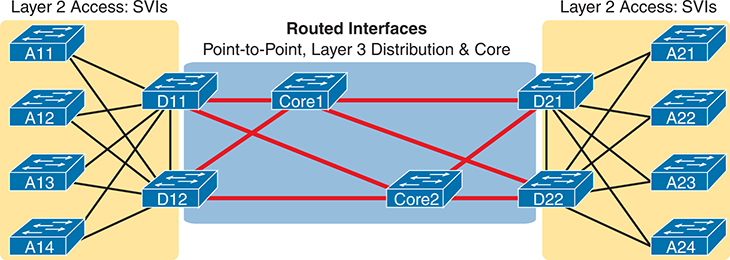 Layer 2 Access: SVIs
Routed Interfaces
Point-to-Point, Layer 3 Distribution & Core
Layer 2 Access: SVIs
A11
A12
A13
A14
D11
D12
Core1
Core2
D21
D22
A21
A22
A23
A24